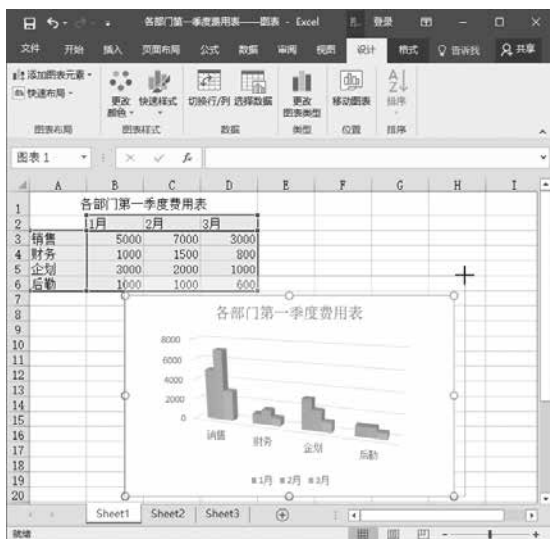 各部门第一季度费用表——图表 - Excel 登录
文件 开始 插入 页面布局 公式 数据 审阅 视图 设计 格式 告诉我 共享
添加图表元素
快速布局
更改颜色 快速样式 切换行/列 选择数据 更改图表类型 移动图表 排序
图表布局 图表样式 数据 类型 位置 排序
图表 1 fx
A B C D E F G H I
1 各部门第一季度费用表
2 1月 2月 3月
3 销售 5000 7000 3000
4 财务 1000 1500 800
5 企划 3000 2000 1000
6 后勤 1000 1000 600
7
8
9
10
11
12
13
14
15
16
17
18
19
20
各部门第一季度费用表
8000
6000
4000
2000
0
销售 财务 企划 后勤
1月 2月 3月
Sheet1 Sheet2 Sheet3
就绪